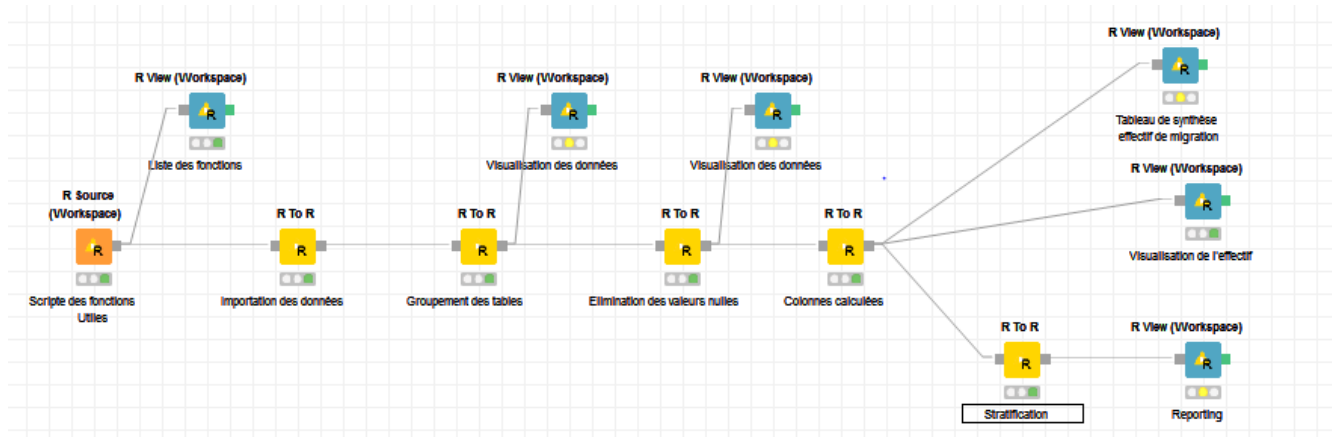 R View (Workspace)
R View (Workspace)
R View (Workspace)
R View (Workspace)
R
R
R
R
Liste des fonctions
Visualisation des données
Visualisation des données
Tableau de synthèse
effectif de migration
R View (Workspace)
R
Visualisation de l'effectif
R Source
(Workspace)
R To R
R To R
R To R
R To R
R
R
R
R
R
Scripte des fonctions
Utiles
Importation des données
Groupement des tables
Elimination des valeurs nulles
Colonnes calculées
R To R
R View (Workspace)
R
R
Stratification
Reporting